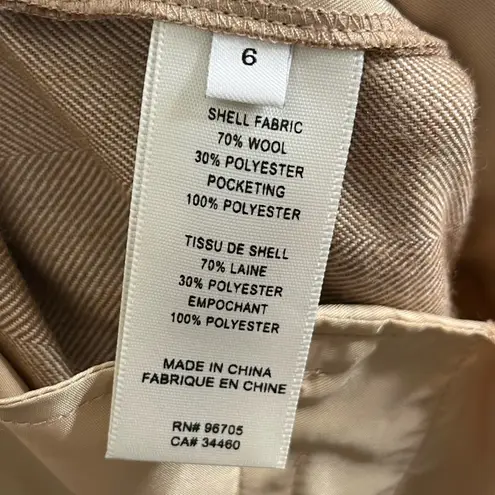 6
SHELL FABRIC
70% WOOL
30% POLYESTER
POCKETING
100% POLYESTER
TISSU DE SHELL
70% LAINE
30% POLYESTER
EMPOCHANT
100% POLYESTER
MADE IN CHINA
FABRIQUE EN CHINE
RN# 96705
CA# 34460